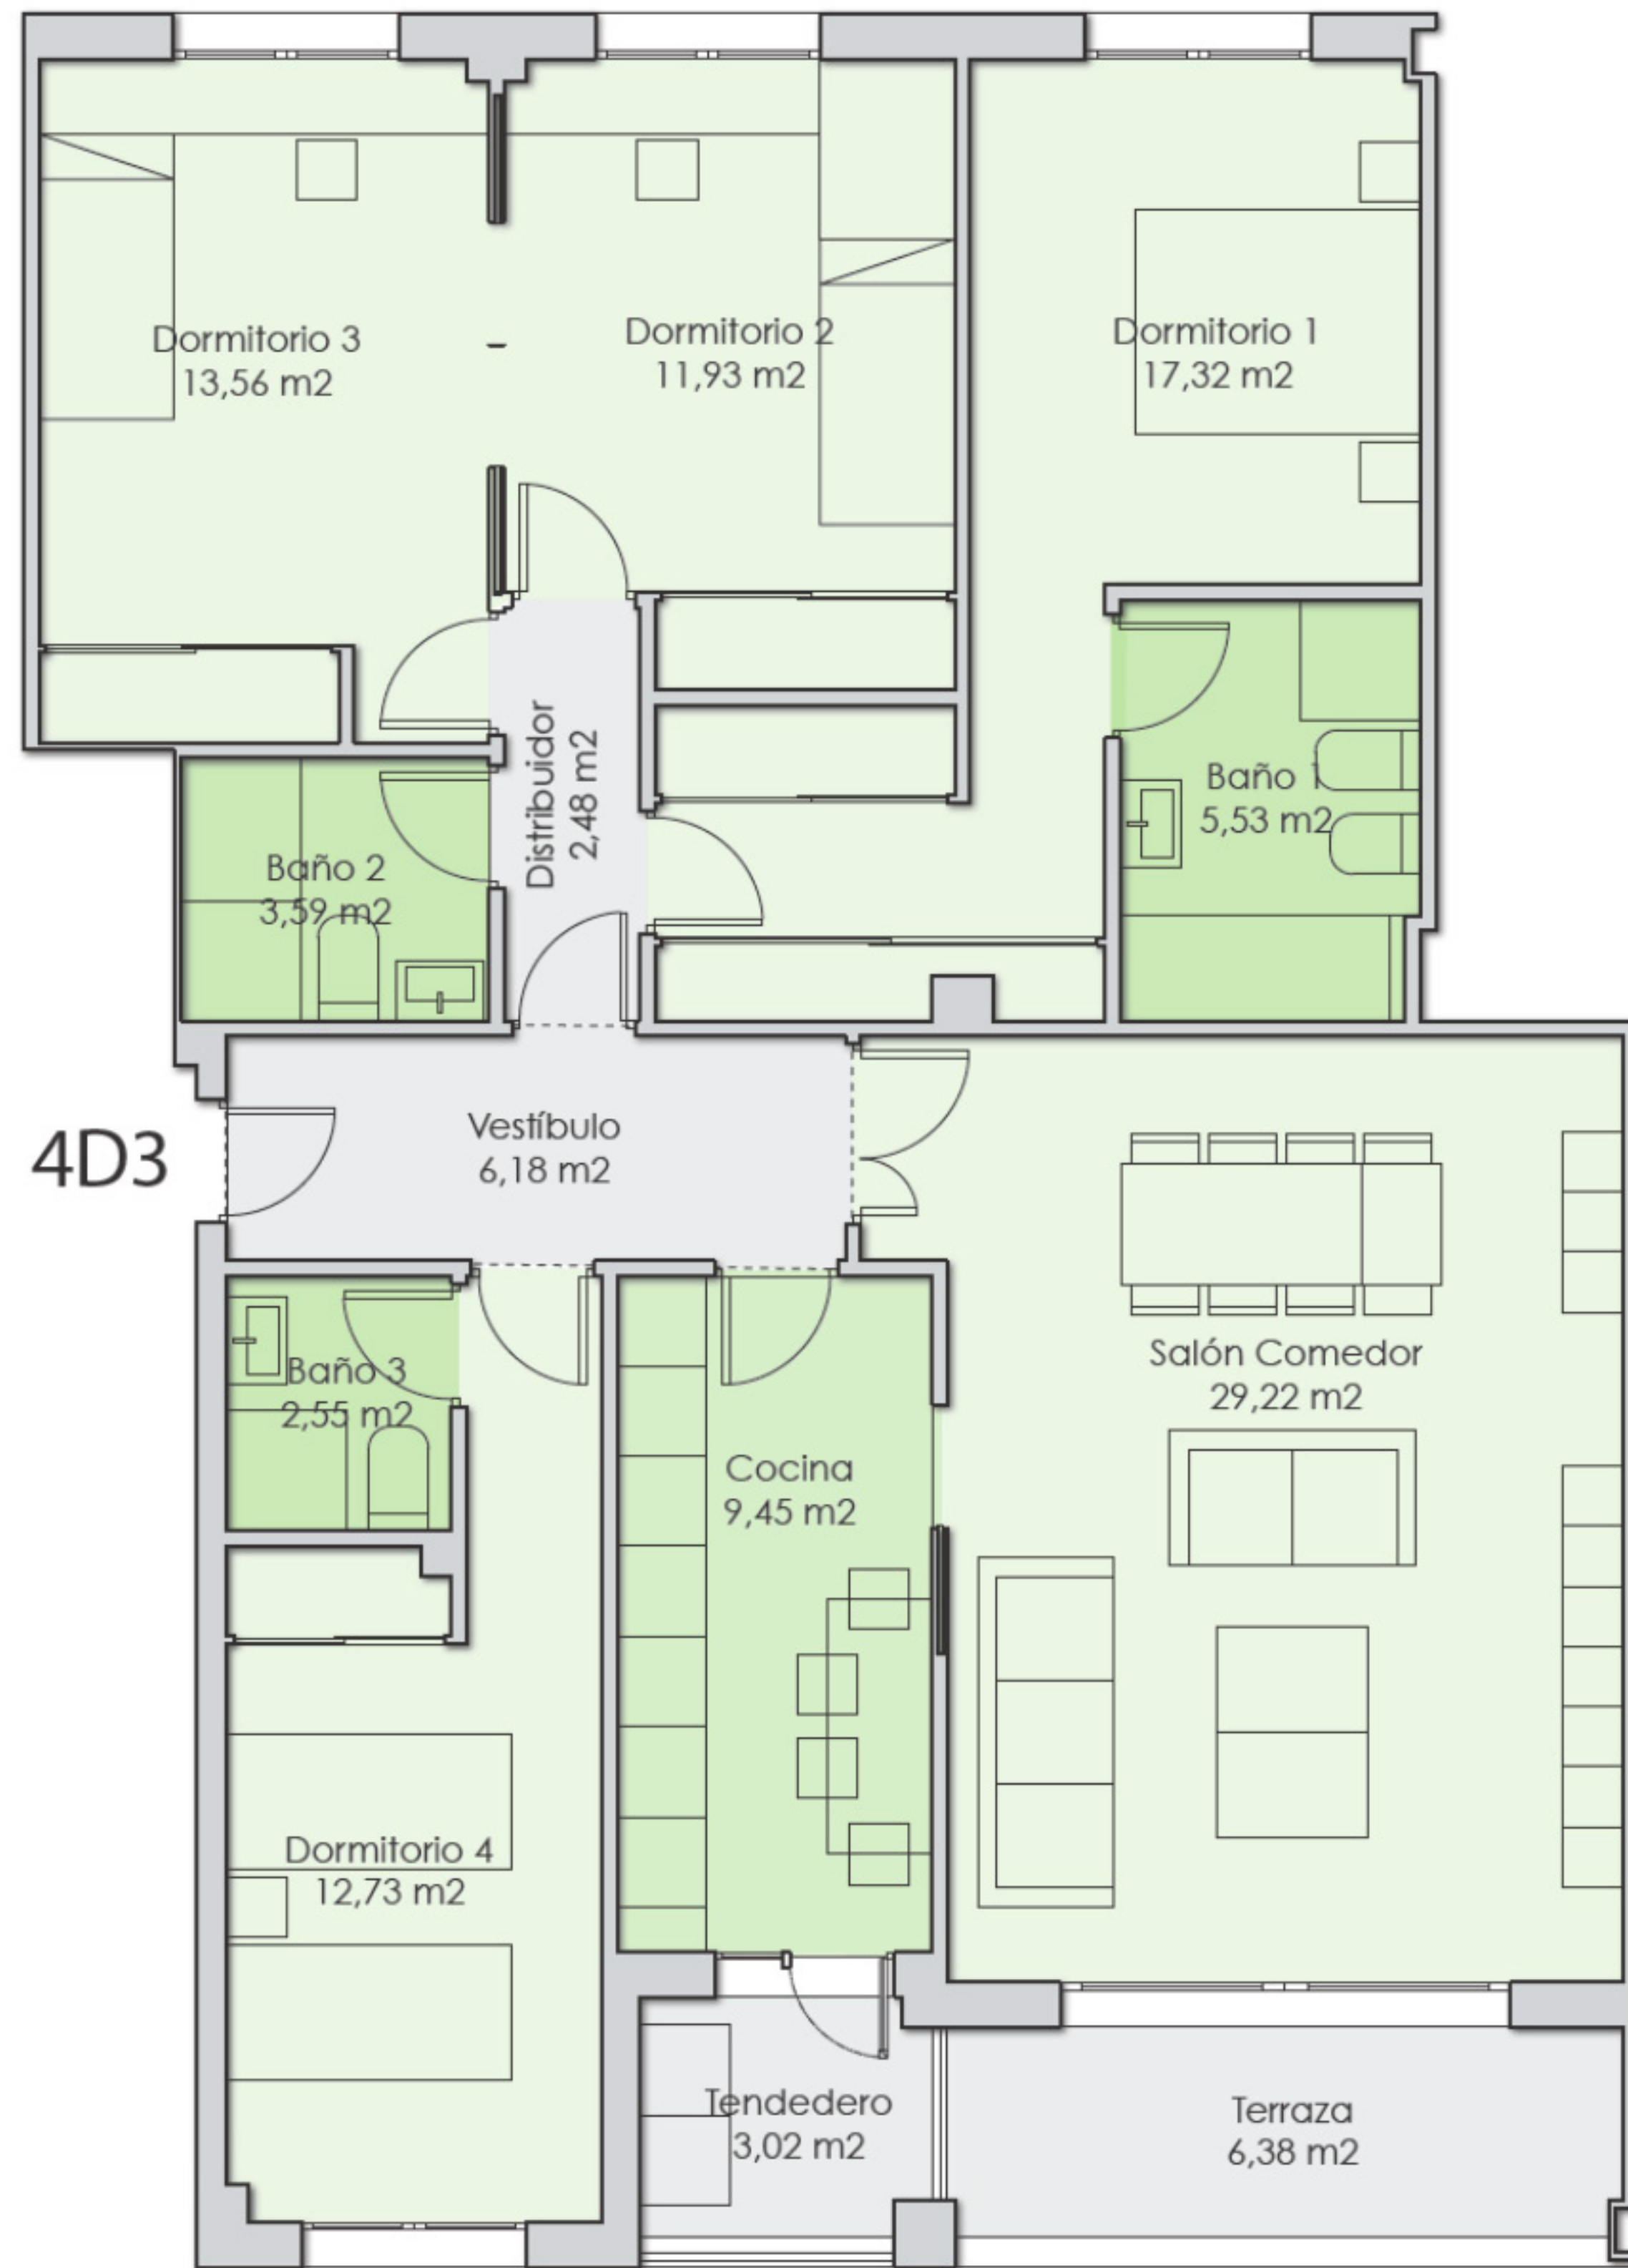 Dormitorio 3
13,56 m2
Dormitorio 2
11,93 m2
Dormitorio 1
17,32 m2
Distribuidor
2,48 m2
Baño 1
5,53 m2
Baño 2
3,59 m2
4D3
Vestíbulo
6,18 m2
Salón Comedor
29,22 m2
Baño 3
2,55 m2
Cocina
9,45 m2
Dormitorio 4
12,73 m2
Tendedero
3,02 m2
Terraza
6,38 m2